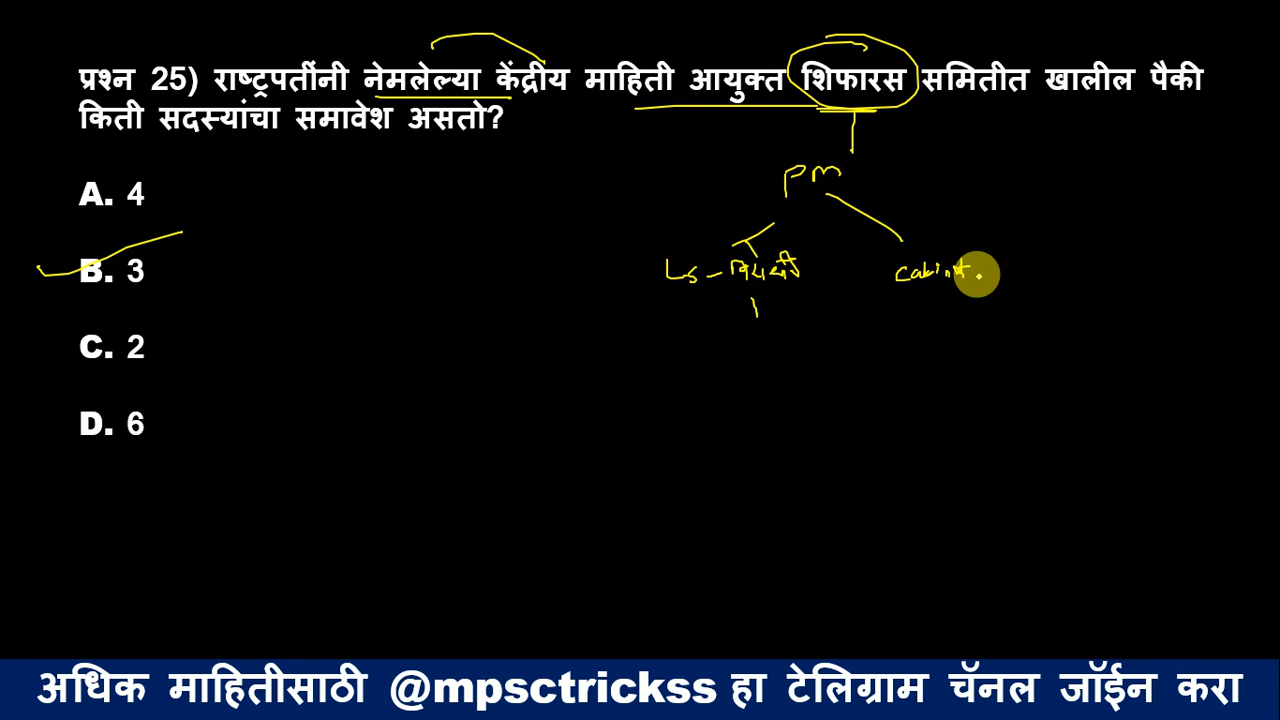 प्रश्न 25) राष्ट्रपतींनी नेमलेल्या केंद्रीय माहिती आयुक्त शिफारस समितीत खालील पैकी
किती सदस्यांचा समावेश असतो?
A. 4
B. 3
C. 2
D. 6
PM
LS -
अधिक माहितीसाठी @mpsctrickss हा टेलिग्राम चॅनल जॉईन करा